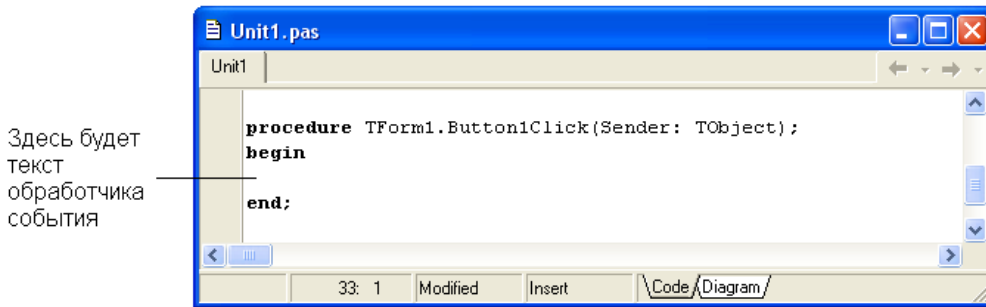 Unit1.pas
Unit1
procedure TForm1.Button1Click(Sender: TObject);
begin
end;
Здесь будет
текст
обработчика
события
33: 1 Modified Insert Code Diagram